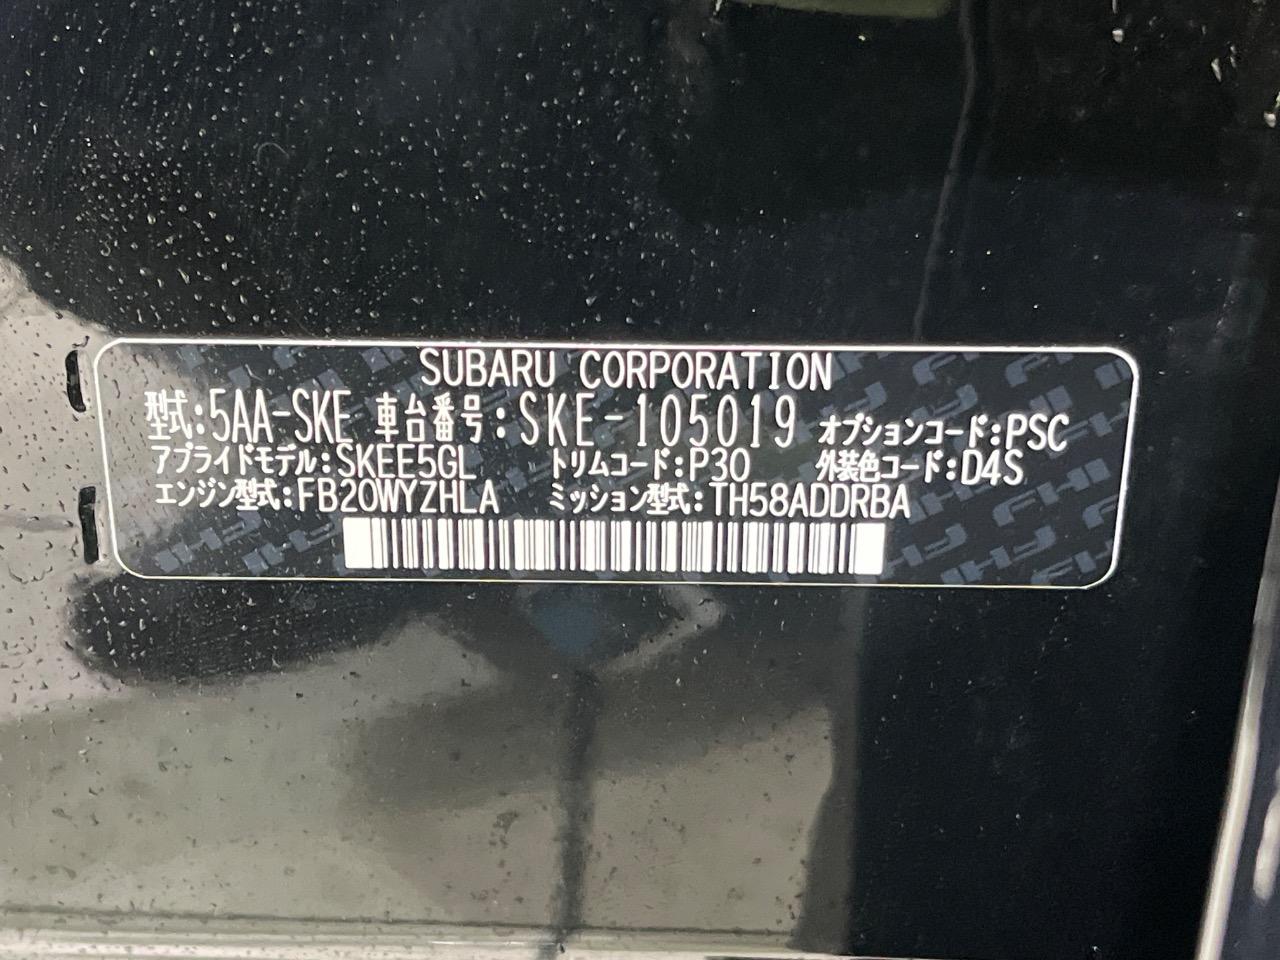 SUBARU CORPORATION
型式:5AA-SKE 車台番号:SKE-105019 オプションコード:PSC
アプライドモデル:SKEE5GL トリムコード:P30 外装色コード:D4S
エンジン型式:FB20WYZHLA ミッション型式:TH58ADDRBA